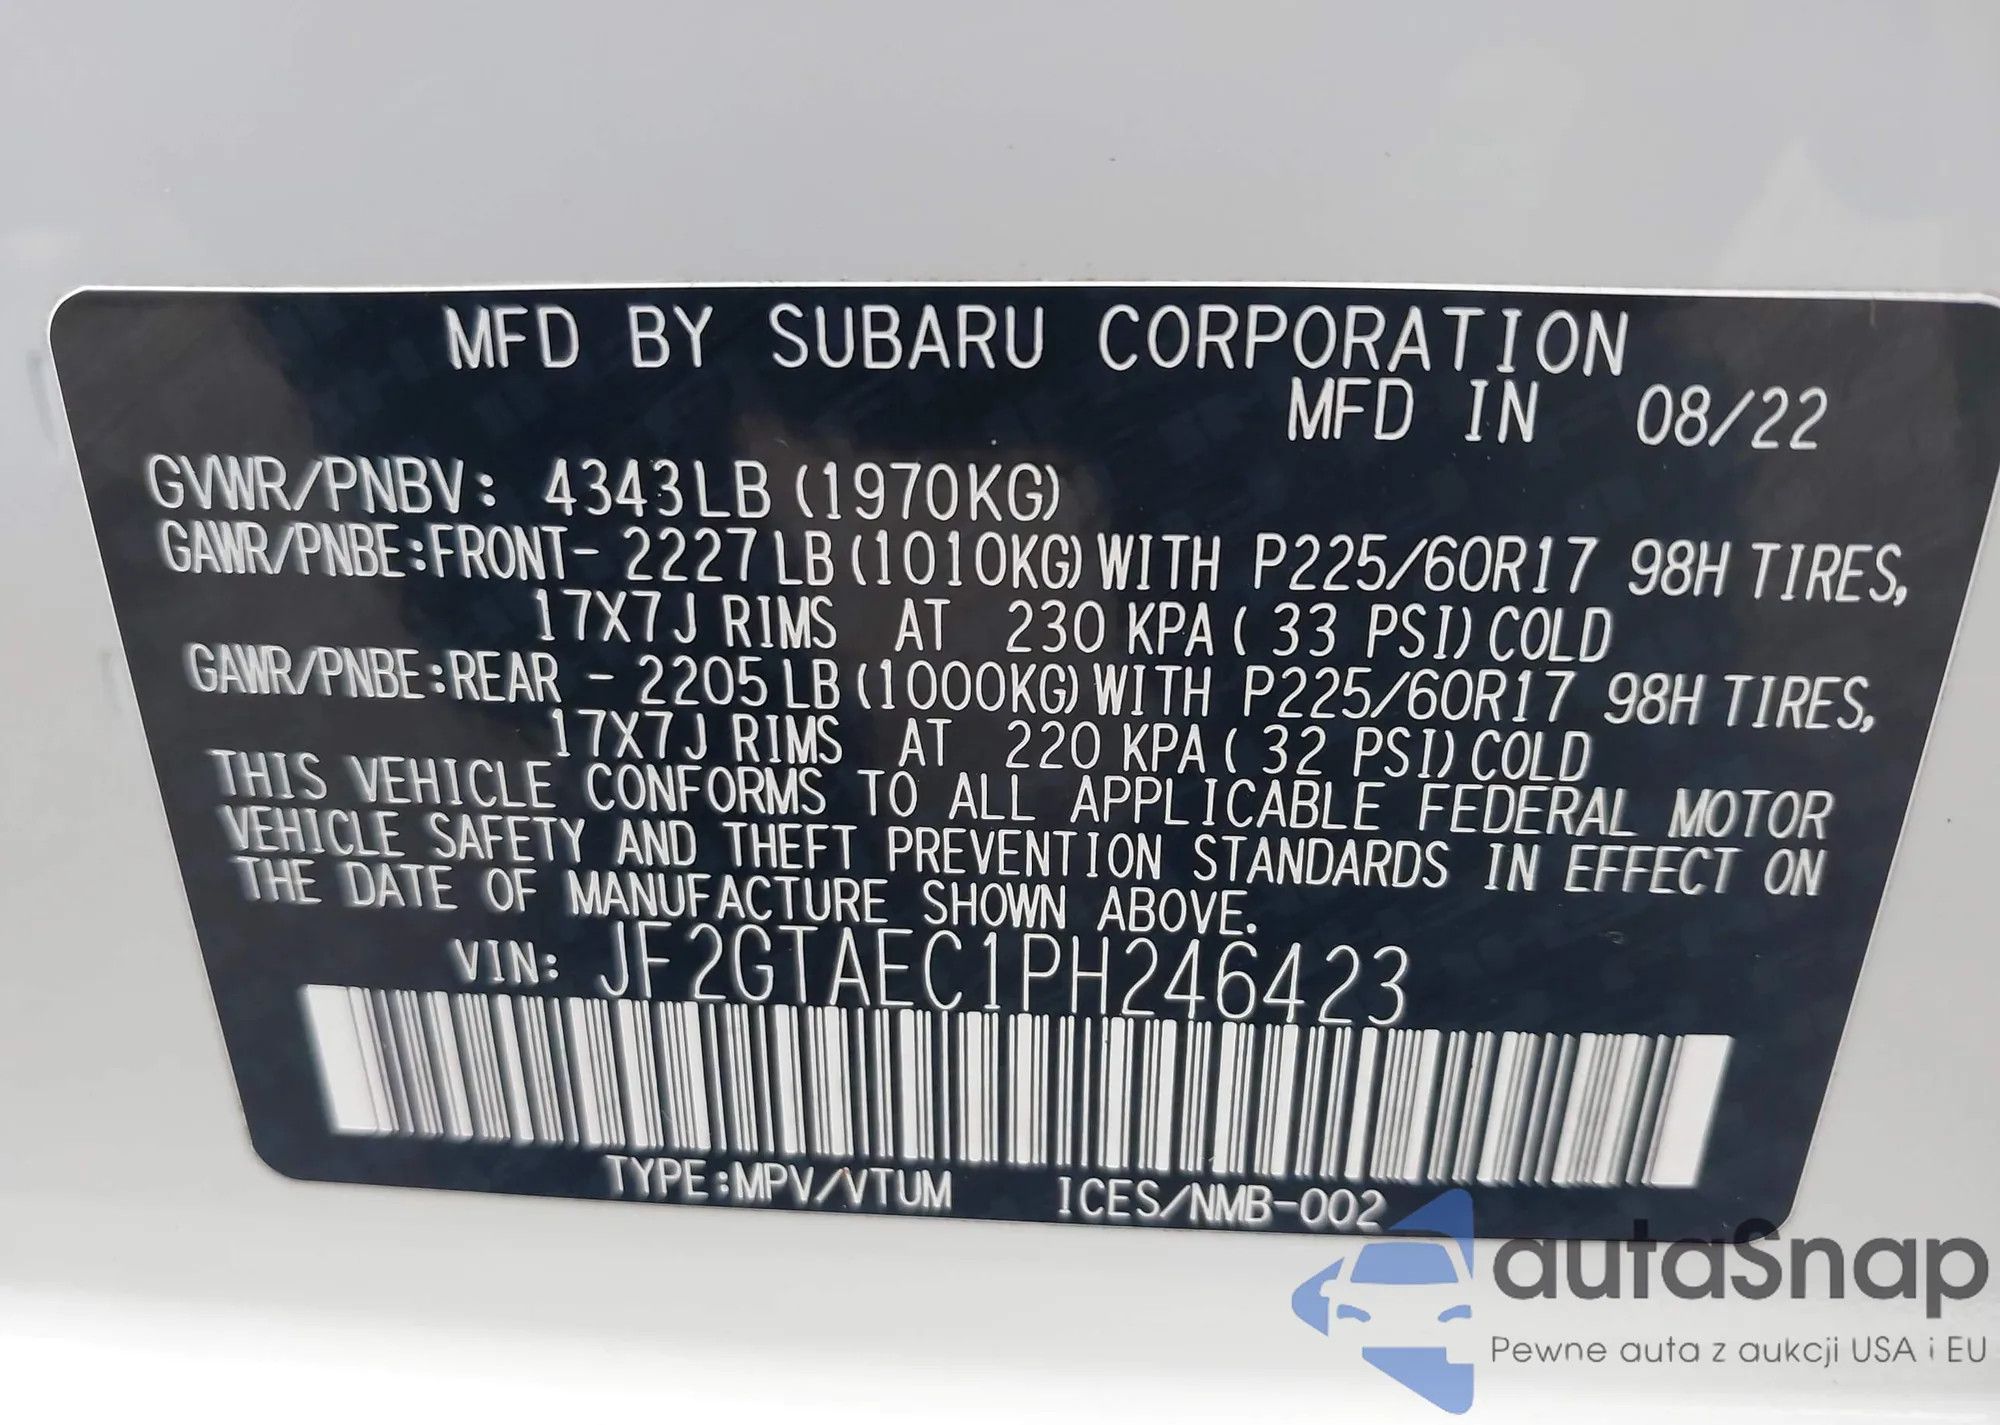 MFD BY SUBARU CORPORATION
MFD IN 08/22
GVWR/PNBV: 4343LB (1970KG)
GAWR/PNBE:FRONT- 2227LB (1010KG) WITH P225/60R17 98H TIRES,
17X7J RIMS AT 230 KPA ( 33 PSI) COLD
GAWR/PNBE:REAR - 2205LB (1000KG) WITH P225/60R17 98H TIRES,
17X7J RIMS AT 220 KPA ( 32 PSI) COLD
THIS VEHICLE CONFORMS TO ALL APPLICABLE FEDERAL MOTOR
VEHICLE SAFETY AND THEFT PREVENTION STANDARDS IN EFFECT ON
THE DATE OF MANUFACTURE SHOWN ABOVE.
VIN: JF2GTAEC1PH246423
TYPE:MPV/VTUM ICES/NMB-002
autaSnap
Pewne auta z aukcji USA i EU